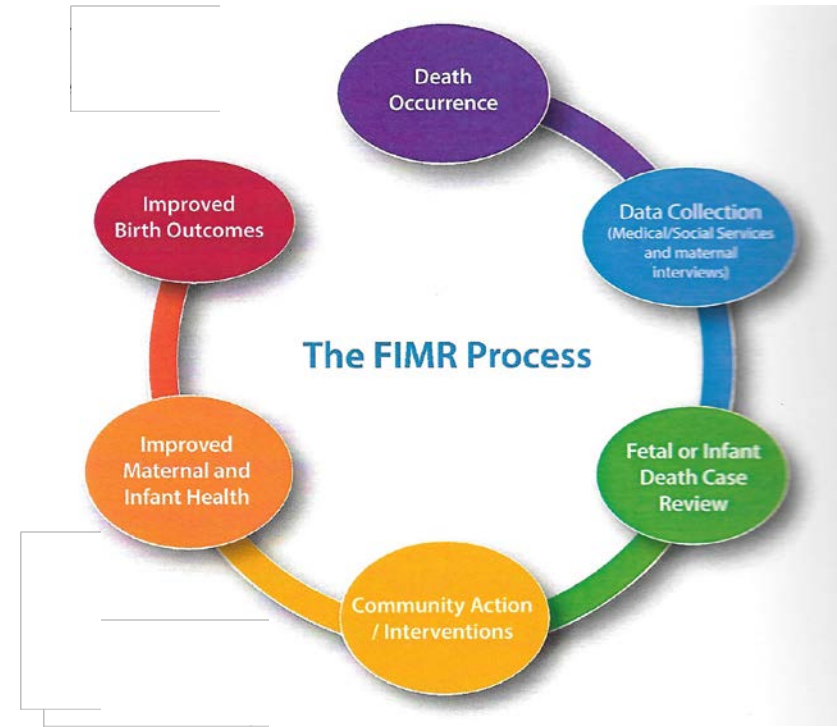 Death
Occurrence
Data Collection
(Medical/Social Services
and maternal
interviews)
Fetal or Infant
Death Case
Review
Community Action
/ Interventions
Improved
Maternal and
Infant Health
Improved
Birth Outcomes
The FIMR Process